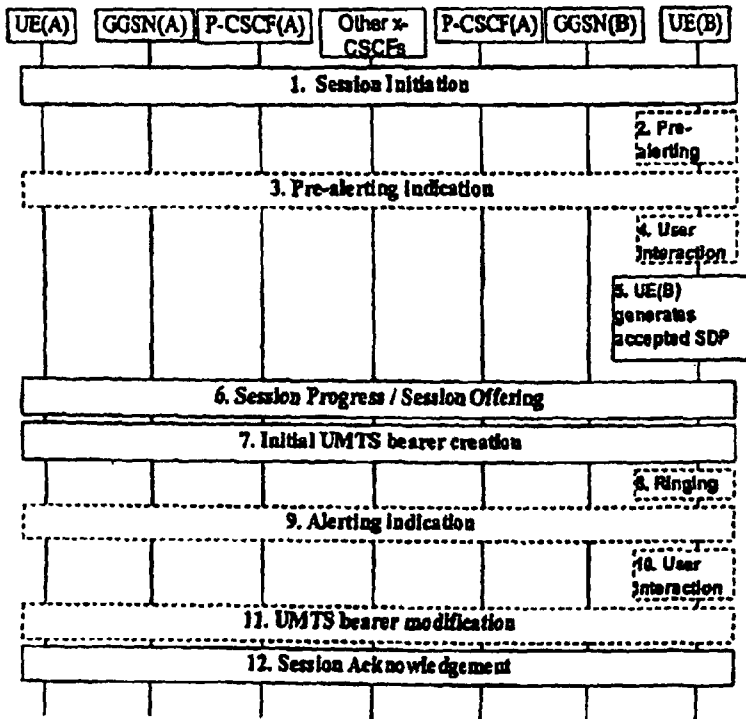 UE(A) GGSN(A) P-CSCF(A) Other x- P-CSCF(A) GGSN(B) UE(B)
CSCFs
1. Session Initiation
2. Pre-
alerting
3. Pre-alerting Indication
4. User
Interaction
5. UE(B)
generates
accepted SDP
6. Session Progress / Session Offering
7. Initial UMTS bearer creation
8. Ringing
9. Alerting indication
10. User
Interaction
11. UMTS bearer modification
12. Session Acknowledgement